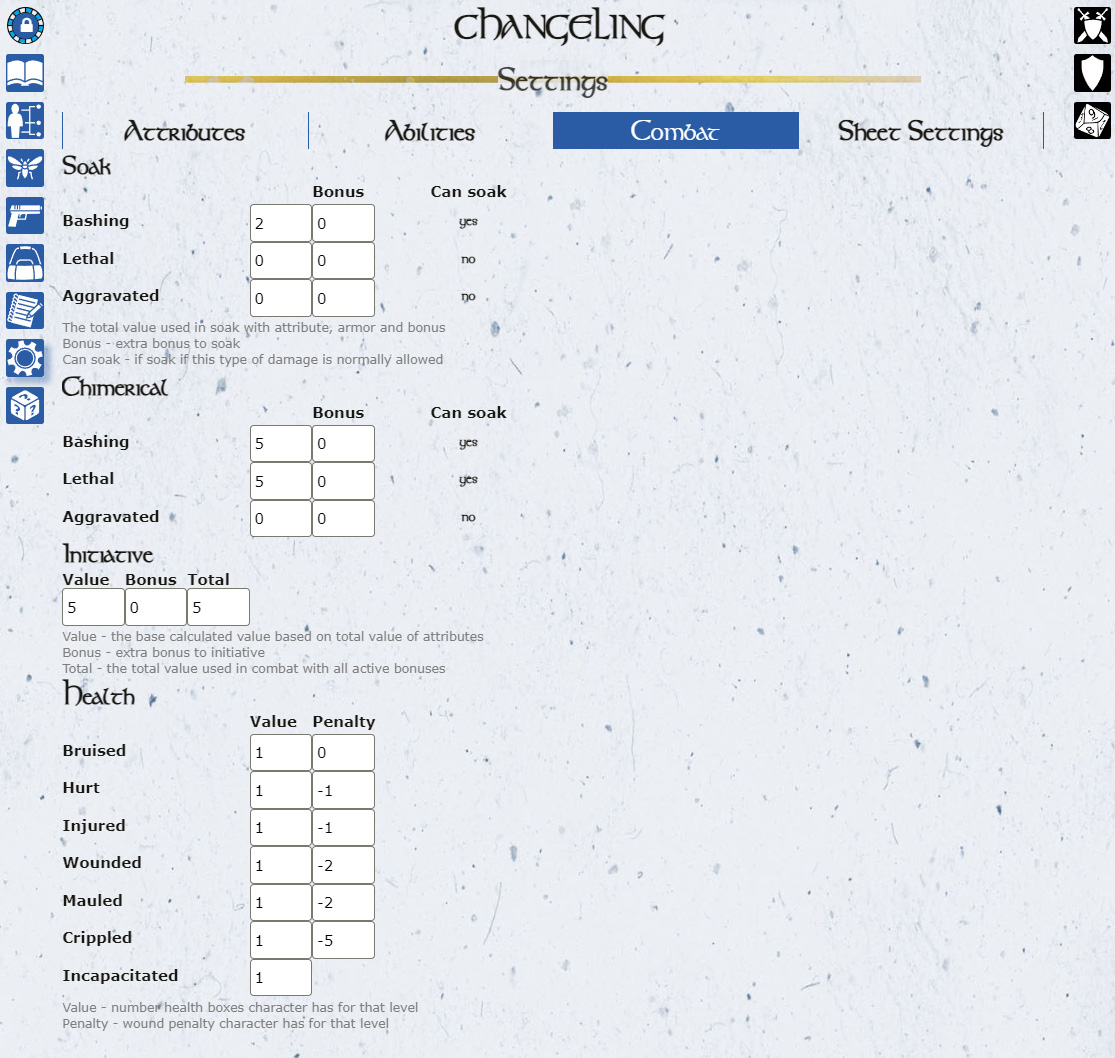 Changeling
Settings
Attributes Abilities Combat Sheet Settings
Soak
Bonus Can soak
Bashing 2 0 yes
Lethal 0 0 no
Aggravated 0 0 no
The total value used in soak with attribute, armor and bonus
Bonus - extra bonus to soak
Can soak - if soak if this type of damage is normally allowed
Chimerical
Bonus Can soak
Bashing 5 0 yes
Lethal 5 0 yes
Aggravated 0 0 no
Initiative
Value Bonus Total
5 0 5
Value - the base calculated value based on total value of attributes
Bonus - extra bonus to initiative
Total - the total value used in combat with all active bonuses
Health
Value Penalty
Bruised 1 0
Hurt 1 -1
Injured 1 -1
Wounded 1 -2
Mauled 1 -2
Crippled 1 -5
Incapacitated 1
Value - number health boxes character has for that level
Penalty - wound penalty character has for that level